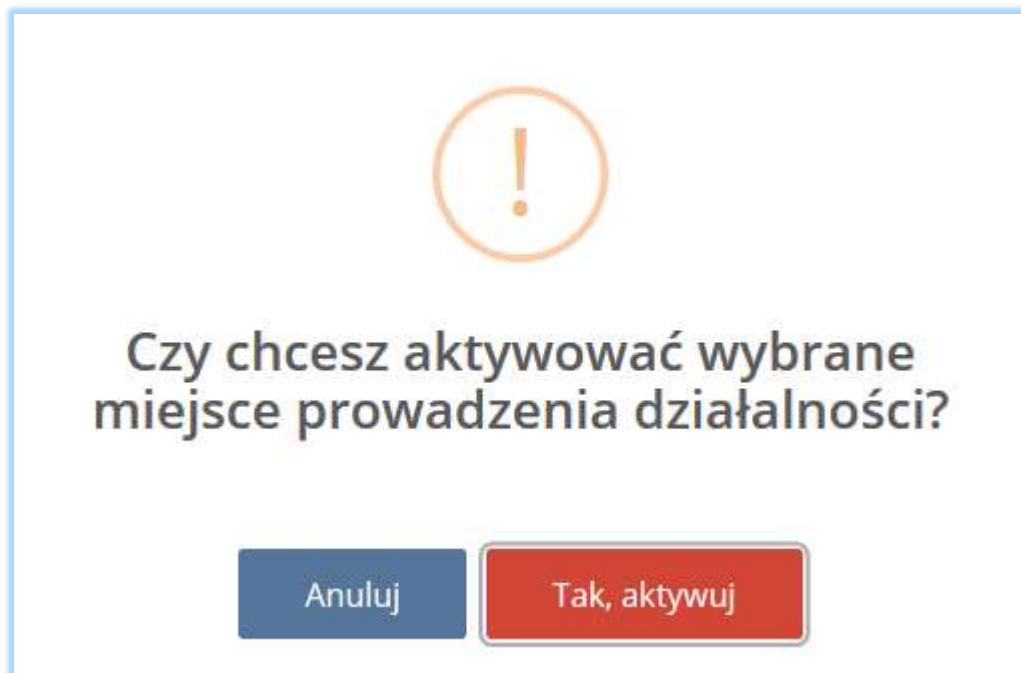 Czy chcesz aktywować wybrane
miejsce prowadzenia działalności?
Anuluj
Tak, aktywuj